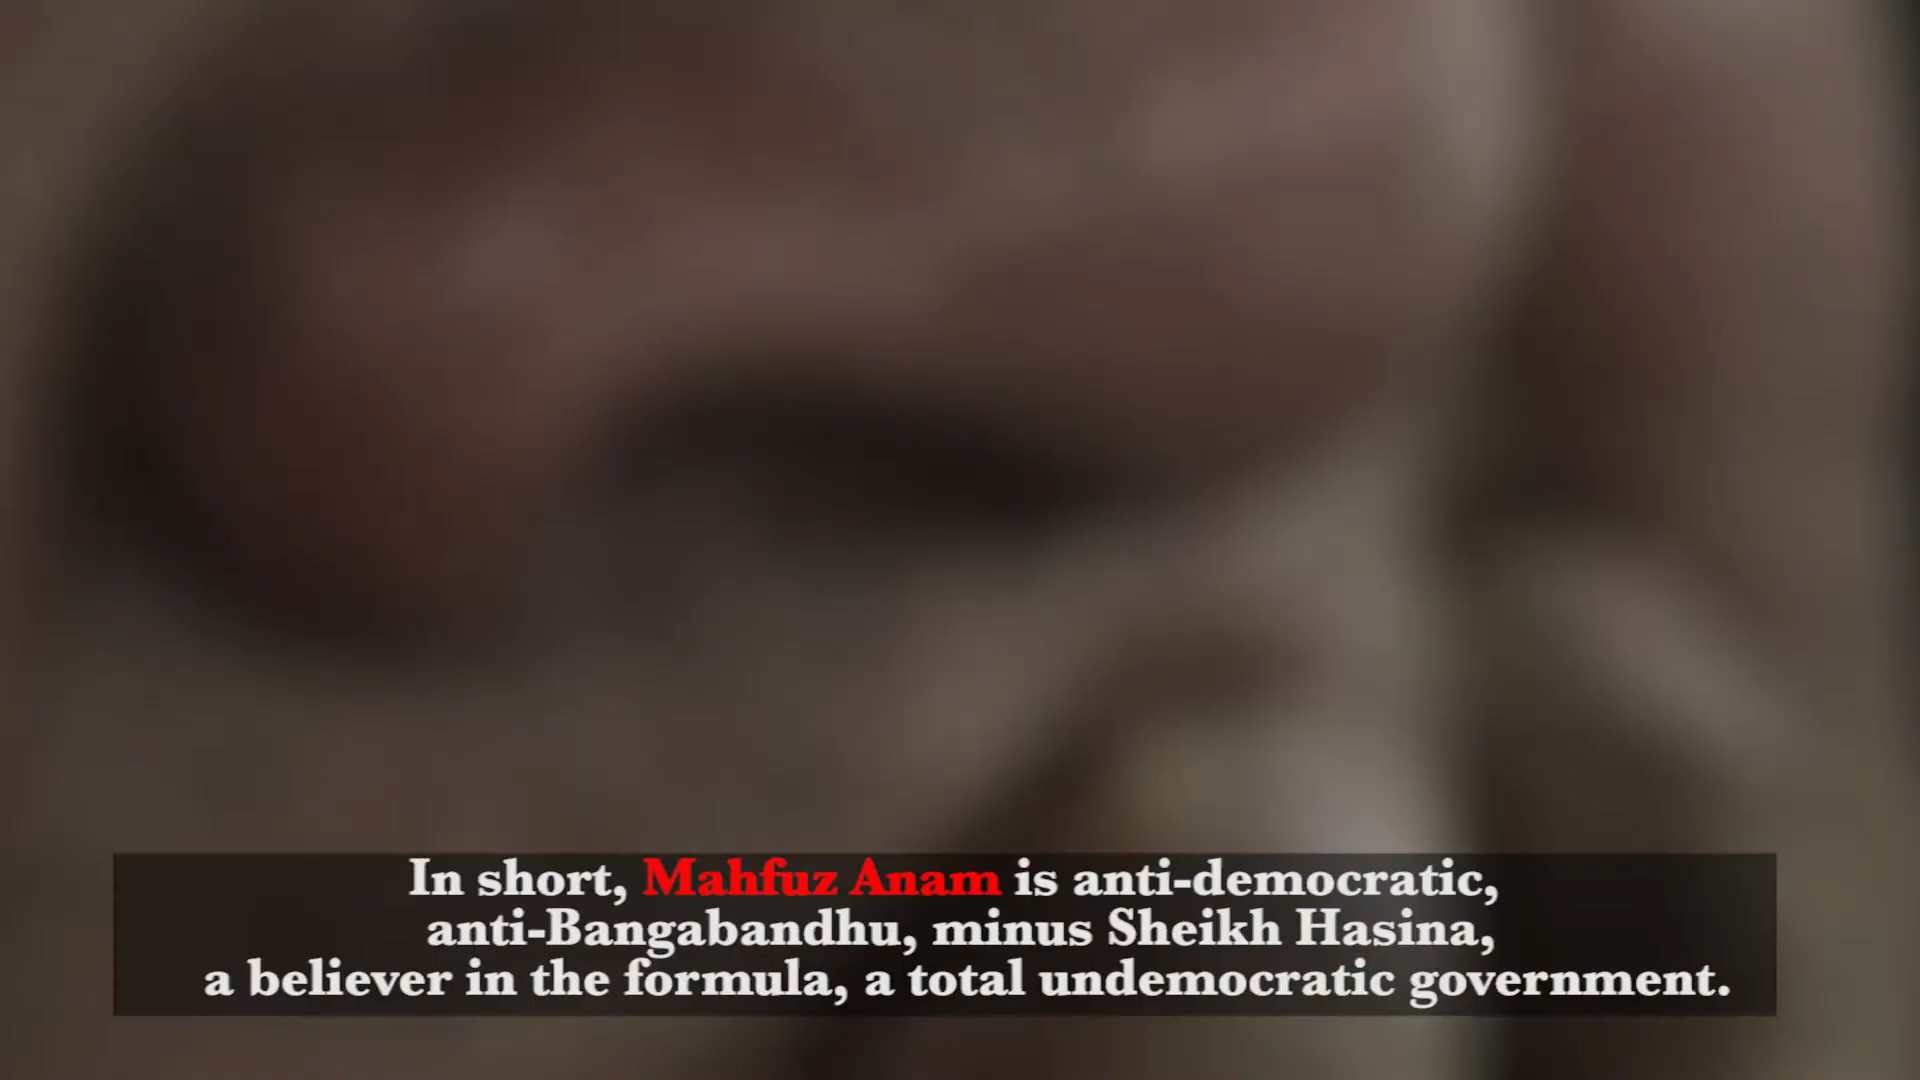 In short, Mahfuz Anam is anti-democratic,
anti-Bangabandhu, minus Sheikh Hasina,
a believer in the formula, a total undemocratic government.